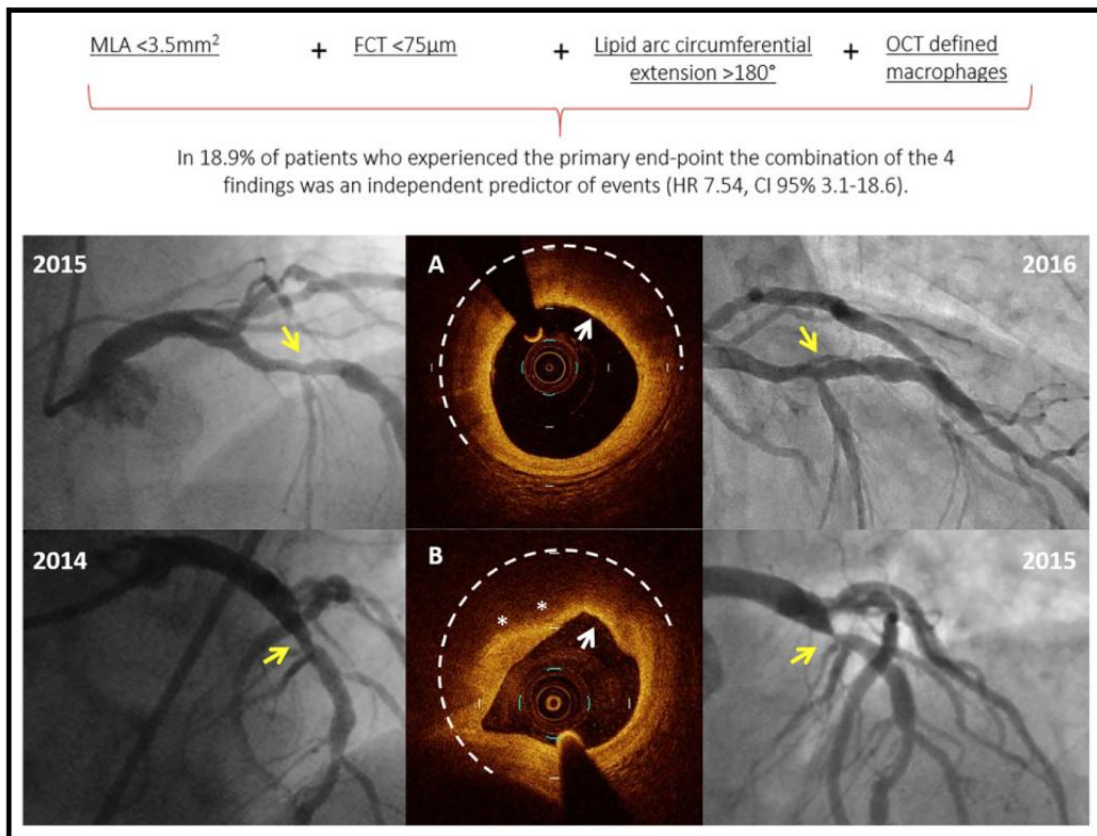 MLA <3.5mm² + FCT <75µm + Lipid arc circumferential + OCT defined
extension >180° macrophages
In 18.9% of patients who experienced the primary end-point the combination of the 4
findings was an independent predictor of events (HR 7.54, CI 95% 3.1-18.6).
2015 A 2016
2014 B 2015
* *